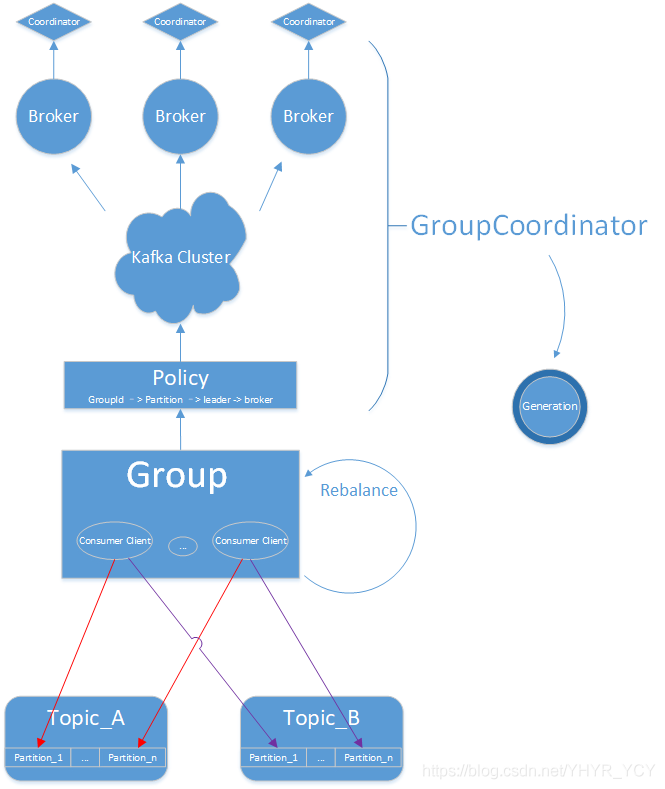 Coordinator
Coordinator
Coordinator
Broker
Broker
Broker
GroupCoordinator
Kafka Cluster
Policy
GroupId －> Partition －> leader -> broker
Generation
Group
Rebalance
Consumer Client
...
Consumer Client
Topic_A
Partition_1
...
Partition_n
Topic_B
Partition_1
...
Partition_n
https://blog.csdn.net/YHYR_YCY